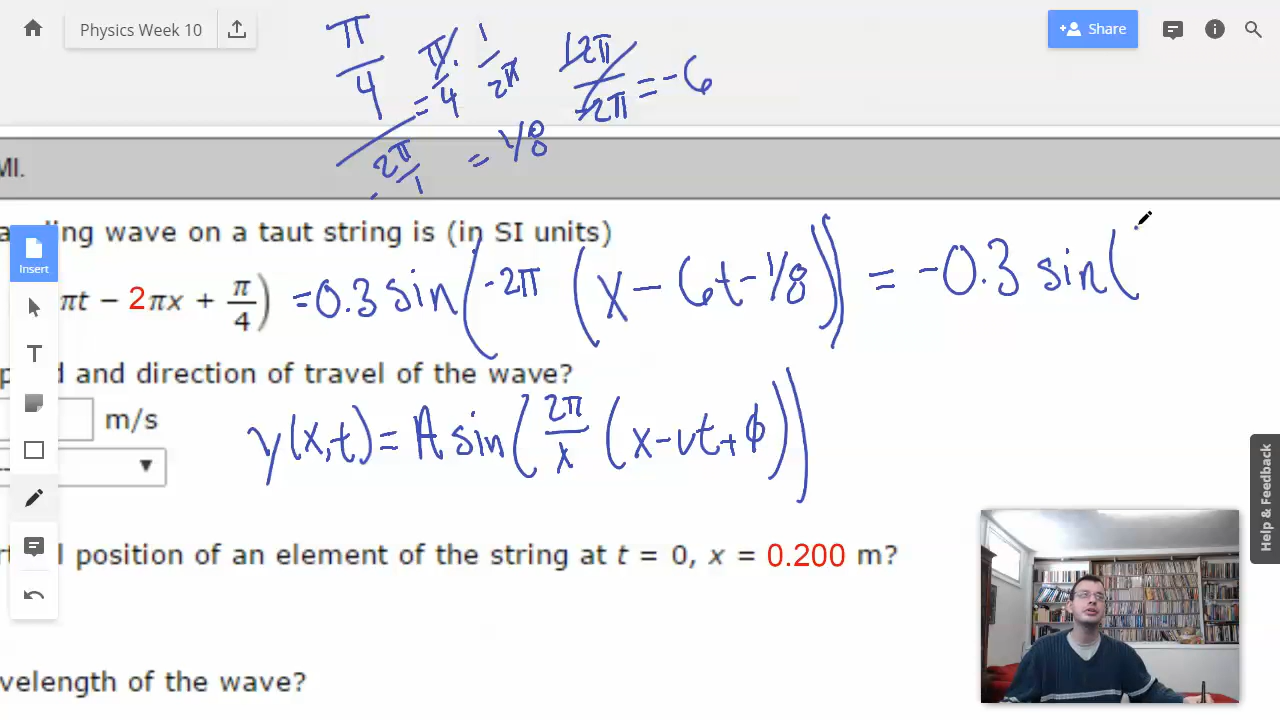 Physics Week 10
Share
π/4 / 2π/1 = π/4 · 1/2π = 1/8
12π/-2π = -6
MI.
wave on a taut string is (in SI units)
πt − 2πx + π/4) = 0.3 sin(-2π (x − 6t − 1/8)) = -0.3 sin(
Insert
and direction of travel of the wave?
m/s
y(x,t) = A sin(2π/λ (x − vt + φ))
position of an element of the string at t = 0, x = 0.200 m?
velength of the wave?
Help & Feedback